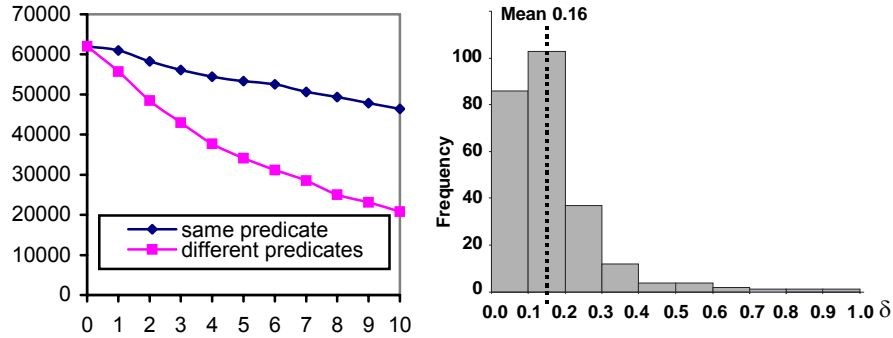 70000
60000
50000
40000
30000
20000
10000
0
same predicate
different predicates
0 1 2 3 4 5 6 7 8 9 10
Mean 0.16
Frequency
100
80
60
40
20
0
0.0 0.1 0.2 0.3 0.4 0.5 0.6 0.7 0.8 0.9 1.0 δ